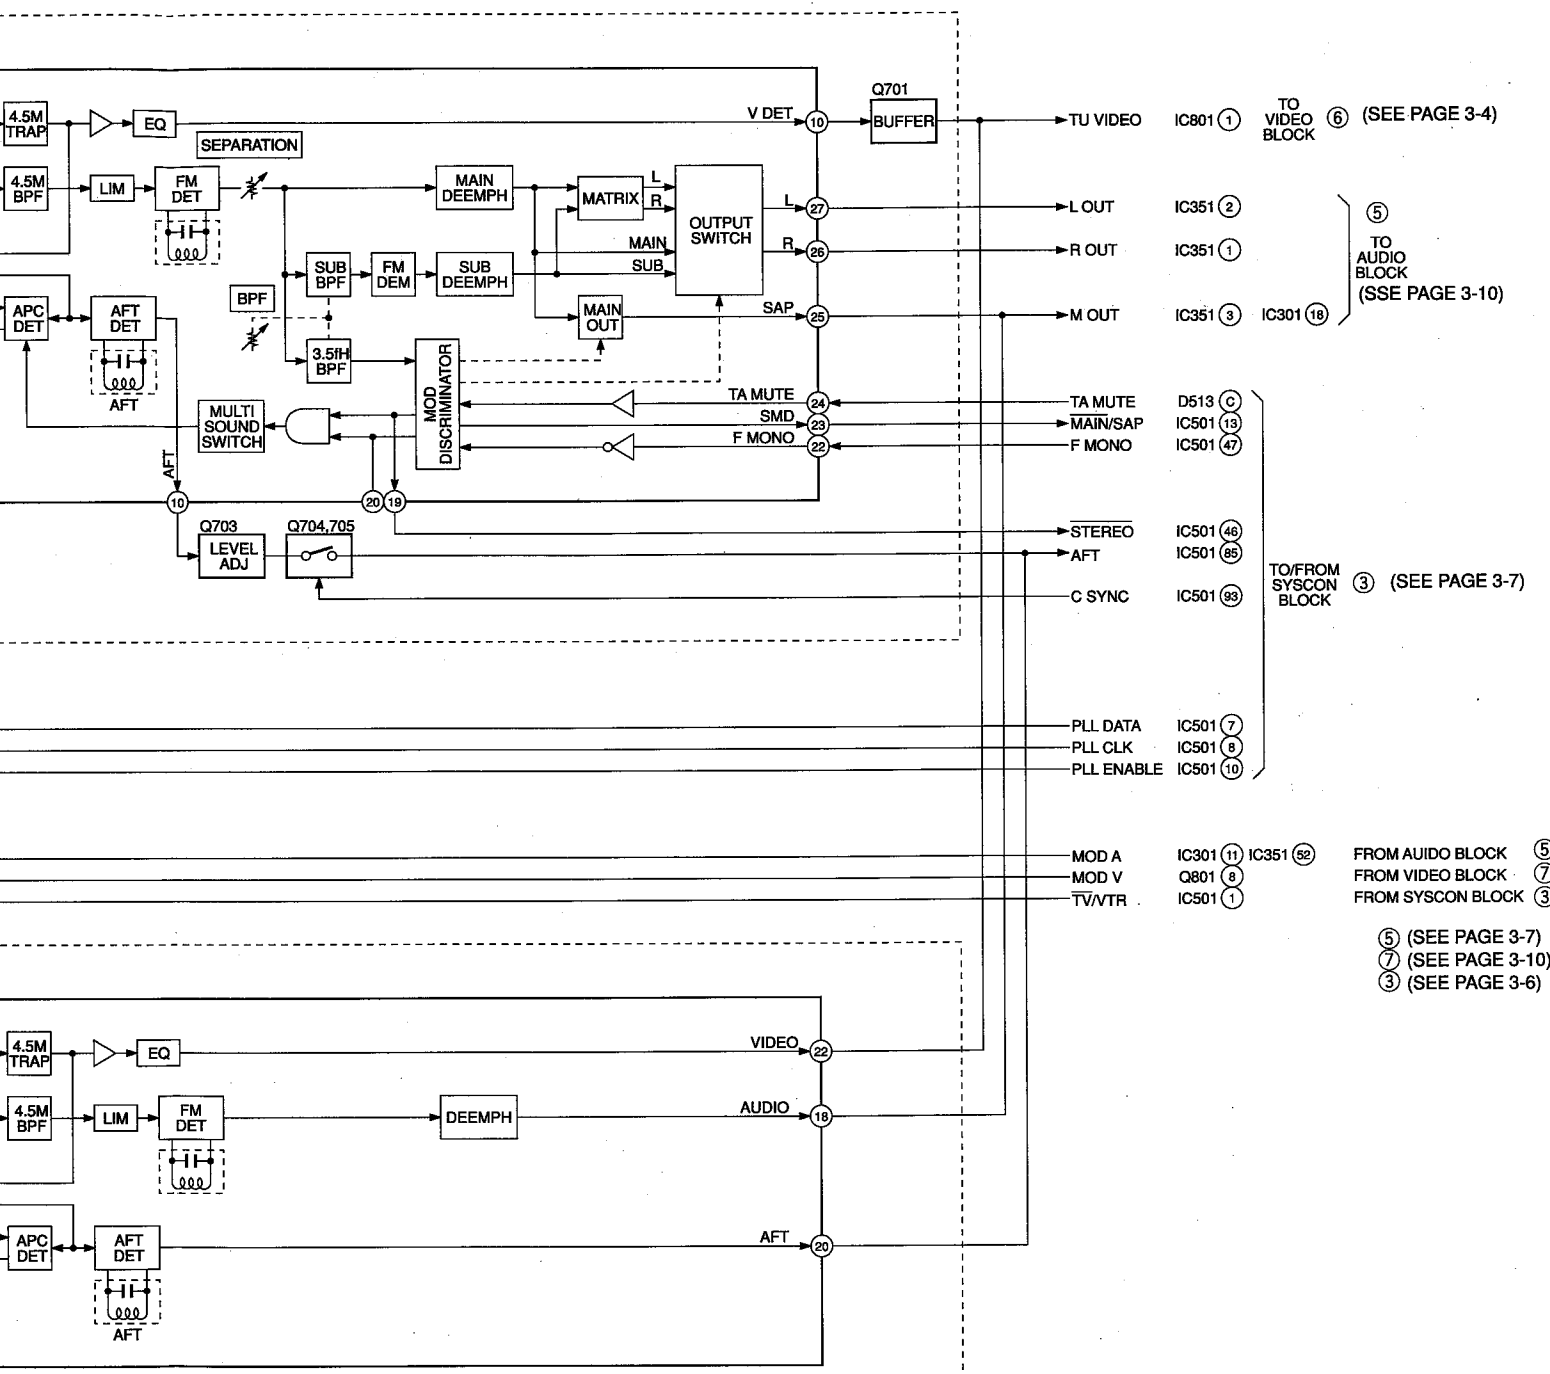 Q701
4.5M
TRAP
EQ
V DET
10
BUFFER
TU VIDEO
IC801 1
TO
VIDEO
BLOCK
6 (SEE PAGE 3-4)
SEPARATION
4.5M
BPF
LIM
FM
DET
MAIN
DEEMPH
MATRIX
L
R
OUTPUT
SWITCH
L
27
L OUT
IC351 2
R
26
R OUT
IC351 1
5
TO
AUDIO
BLOCK
(SSE PAGE 3-10)
MAIN
SUB
SUB
BPF
FM
DEM
SUB
DEEMPH
BPF
MAIN
OUT
SAP
25
M OUT
IC351 3 IC301 18
APC
DET
AFT
DET
AFT
3.5fH
BPF
MOD
DISCRIMINATOR
MULTI
SOUND
SWITCH
TA MUTE
24
TA MUTE
D513 C
SMD
23
MAIN/SAP
IC501 13
F MONO
22
F MONO
IC501 47
AFT
10
20
19
Q703
LEVEL
ADJ
Q704,705
STEREO
IC501 46
AFT
IC501 85
C SYNC
IC501 93
TO/FROM
SYSCON
BLOCK
3 (SEE PAGE 3-7)
PLL DATA
IC501 7
PLL CLK
IC501 8
PLL ENABLE
IC501 10
MOD A
IC301 11 IC351 52
FROM AUIDO BLOCK 5
MOD V
Q801 8
FROM VIDEO BLOCK 7
TV/VTR
IC501 1
FROM SYSCON BLOCK 3
5 (SEE PAGE 3-7)
7 (SEE PAGE 3-10)
3 (SEE PAGE 3-6)
4.5M
TRAP
EQ
VIDEO
22
4.5M
BPF
LIM
FM
DET
DEEMPH
AUDIO
18
APC
DET
AFT
DET
AFT
AFT
20